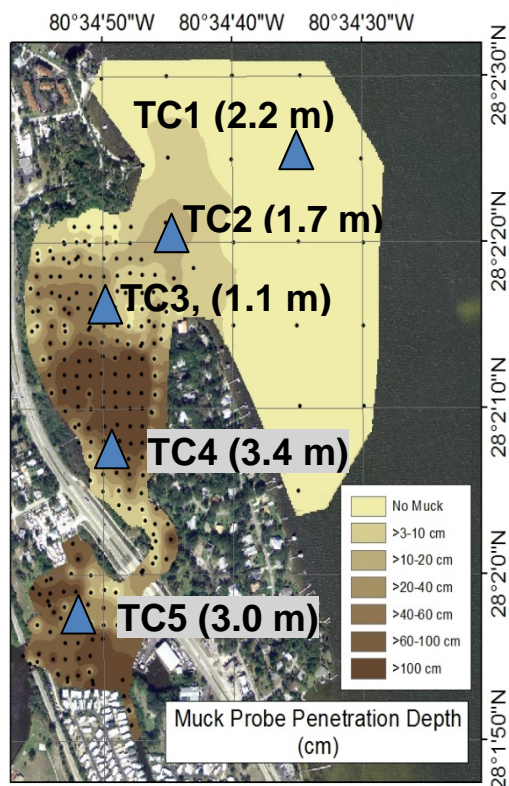 80°34'50"W 80°34'40"W 80°34'30"W
28°2'30"N
TC1 (2.2 m)
TC2 (1.7 m)
28°2'20"N
TC3, (1.1 m)
28°2'10"N
TC4 (3.4 m)
No Muck
>3-10 cm
>10-20 cm
>20-40 cm
>40-60 cm
>60-100 cm
>100 cm
28°2'0"N
TC5 (3.0 m)
Muck Probe Penetration Depth
(cm)
28°1'50"N